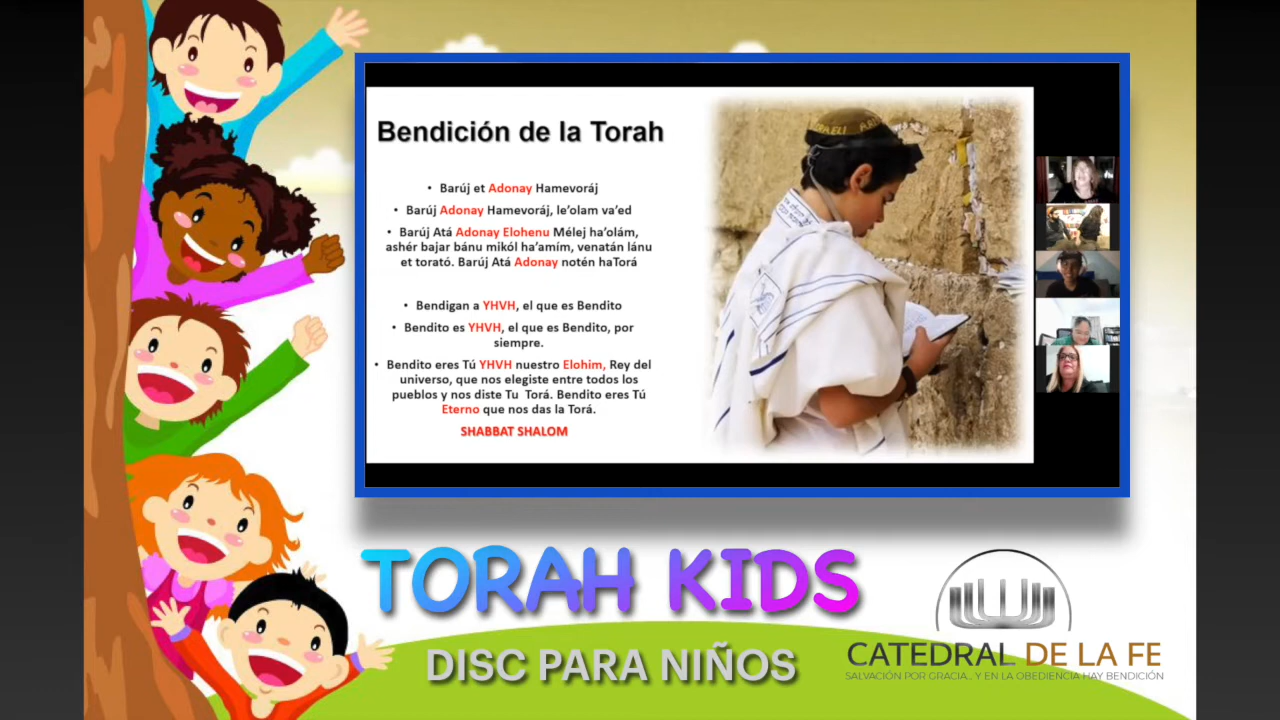 Bendición de la Torah
• Barúj et Adonay Hamevoráj
• Barúj Adonay Hamevoráj, le’olam va’ed
• Barúj Atá Adonay Elohenu Mélej ha’olám,
ashér bajar bánu mikól ha’amím, venatán lánu
et torató. Barúj Atá Adonay notén haTorá
• Bendigan a YHVH, el que es Bendito
• Bendito es YHVH, el que es Bendito, por
siempre.
• Bendito eres Tú YHVH nuestro Elohim, Rey del
universo, que nos elegiste entre todos los
pueblos y nos diste Tu Torá. Bendito eres Tú
Eterno que nos das la Torá.
SHABBAT SHALOM
TORAH KIDS
DISC PARA NIÑOS
CATEDRAL DE LA FE
SALVACIÓN POR GRACIA... Y EN LA OBEDIENCIA HAY BENDICIÓN